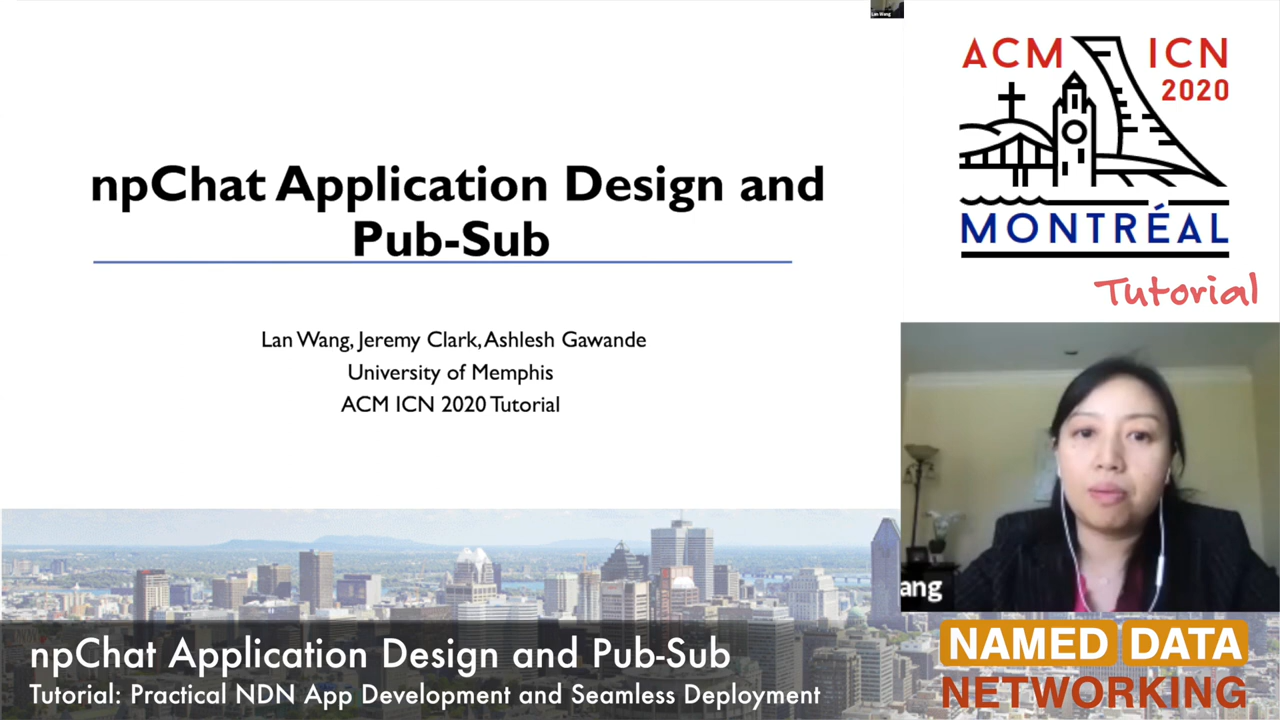 npChat Application Design and
Pub-Sub
Lan Wang, Jeremy Clark, Ashlesh Gawande
University of Memphis
ACM ICN 2020 Tutorial
Lan Wang
ACM ICN
2020
MONTRÉAL
Tutorial
ang
npChat Application Design and Pub-Sub
Tutorial: Practical NDN App Development and Seamless Deployment
NAMED DATA
NETWORKING